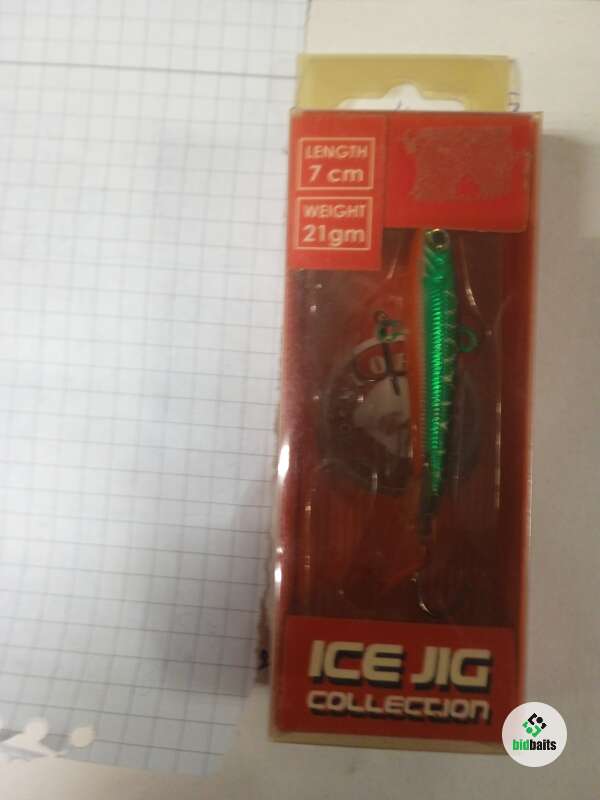 LENGTH
7 cm
WEIGHT
21gm
ICE JIG
COLLECTION
bidbaits